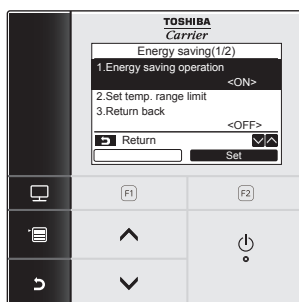 TOSHIBA
Carrier
Energy saving(1/2)
1.Energy saving operation
<ON>
2.Set temp. range limit
3.Return back
<OFF>
Return
Set
F1
F2